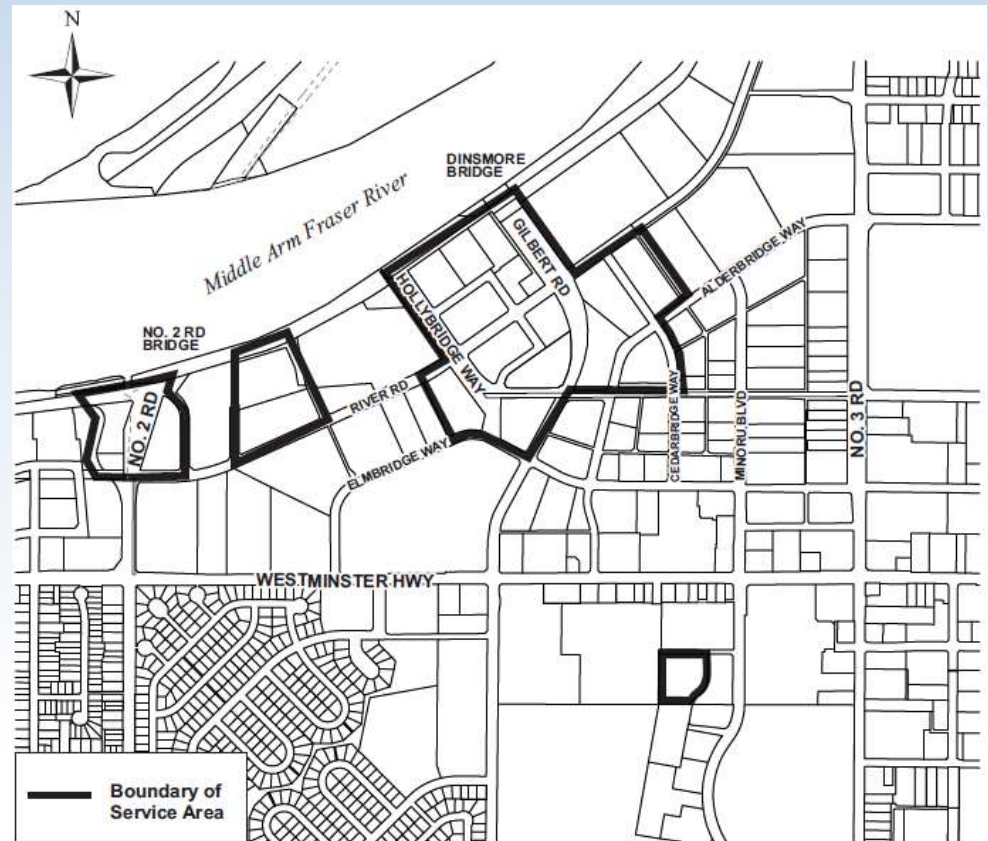 N
DINSMORE
BRIDGE
Middle Arm Fraser River
GILBERT RD
ALDERBRIDGE WAY
HOLLYBRIDGE WAY
NO. 2 RD
BRIDGE
NO. 2 RD
RIVER RD
ELMBRIDGE WAY
CEDARBRIDGE WAY
MINORU BLVD
NO. 3 RD
WESTMINSTER HWY
Boundary of
Service Area